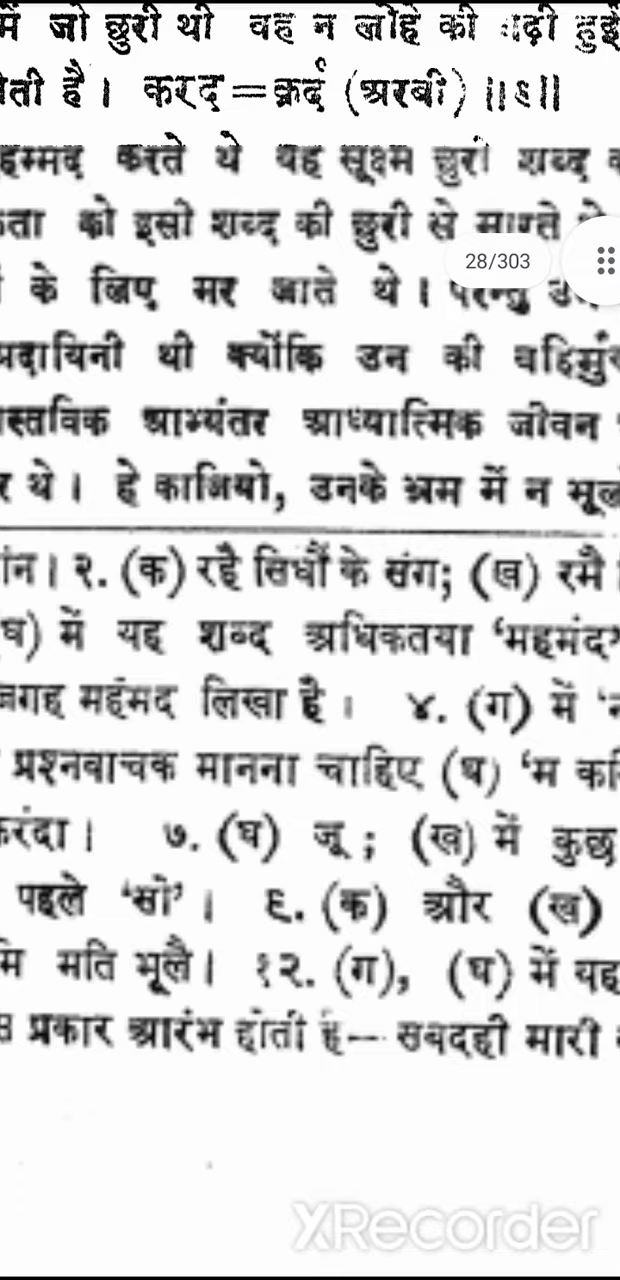 में जो छुरी थी वह न लोहे की गढ़ी हुई
ती है। करद=क़र्द (अरबी) ॥६॥
हम्मद करते थे यह सूक्ष्म छुरी शब्द
ता को इसी शब्द की छुरी से मारते थे
28/303
के लिए मर जाते थे। परन्तु
प्रदायिनी थी क्योंकि उन की बहिर्मुख
स्तविक आभ्यंतर आध्यात्मिक जीवन
र थे। हे काजियो, उनके भ्रम में न भूलो
ांन। २. (क) रहै सिधौं के संग; (ख) रमै
घ) में यह शब्द अधिकतया 'महमंद'
जगह महंमद लिखा है। ४. (ग) में
प्रश्नवाचक मानना चाहिए (घ) 'म
करंदा। ७. (घ) जू; (ख) में कुछ
पहले 'सो'। ६. (क) और (ख)
मि मति भूलै। १२. (ग), (घ) में यह
स प्रकार आरंभ होती है— सबदही मारी
XRecorder